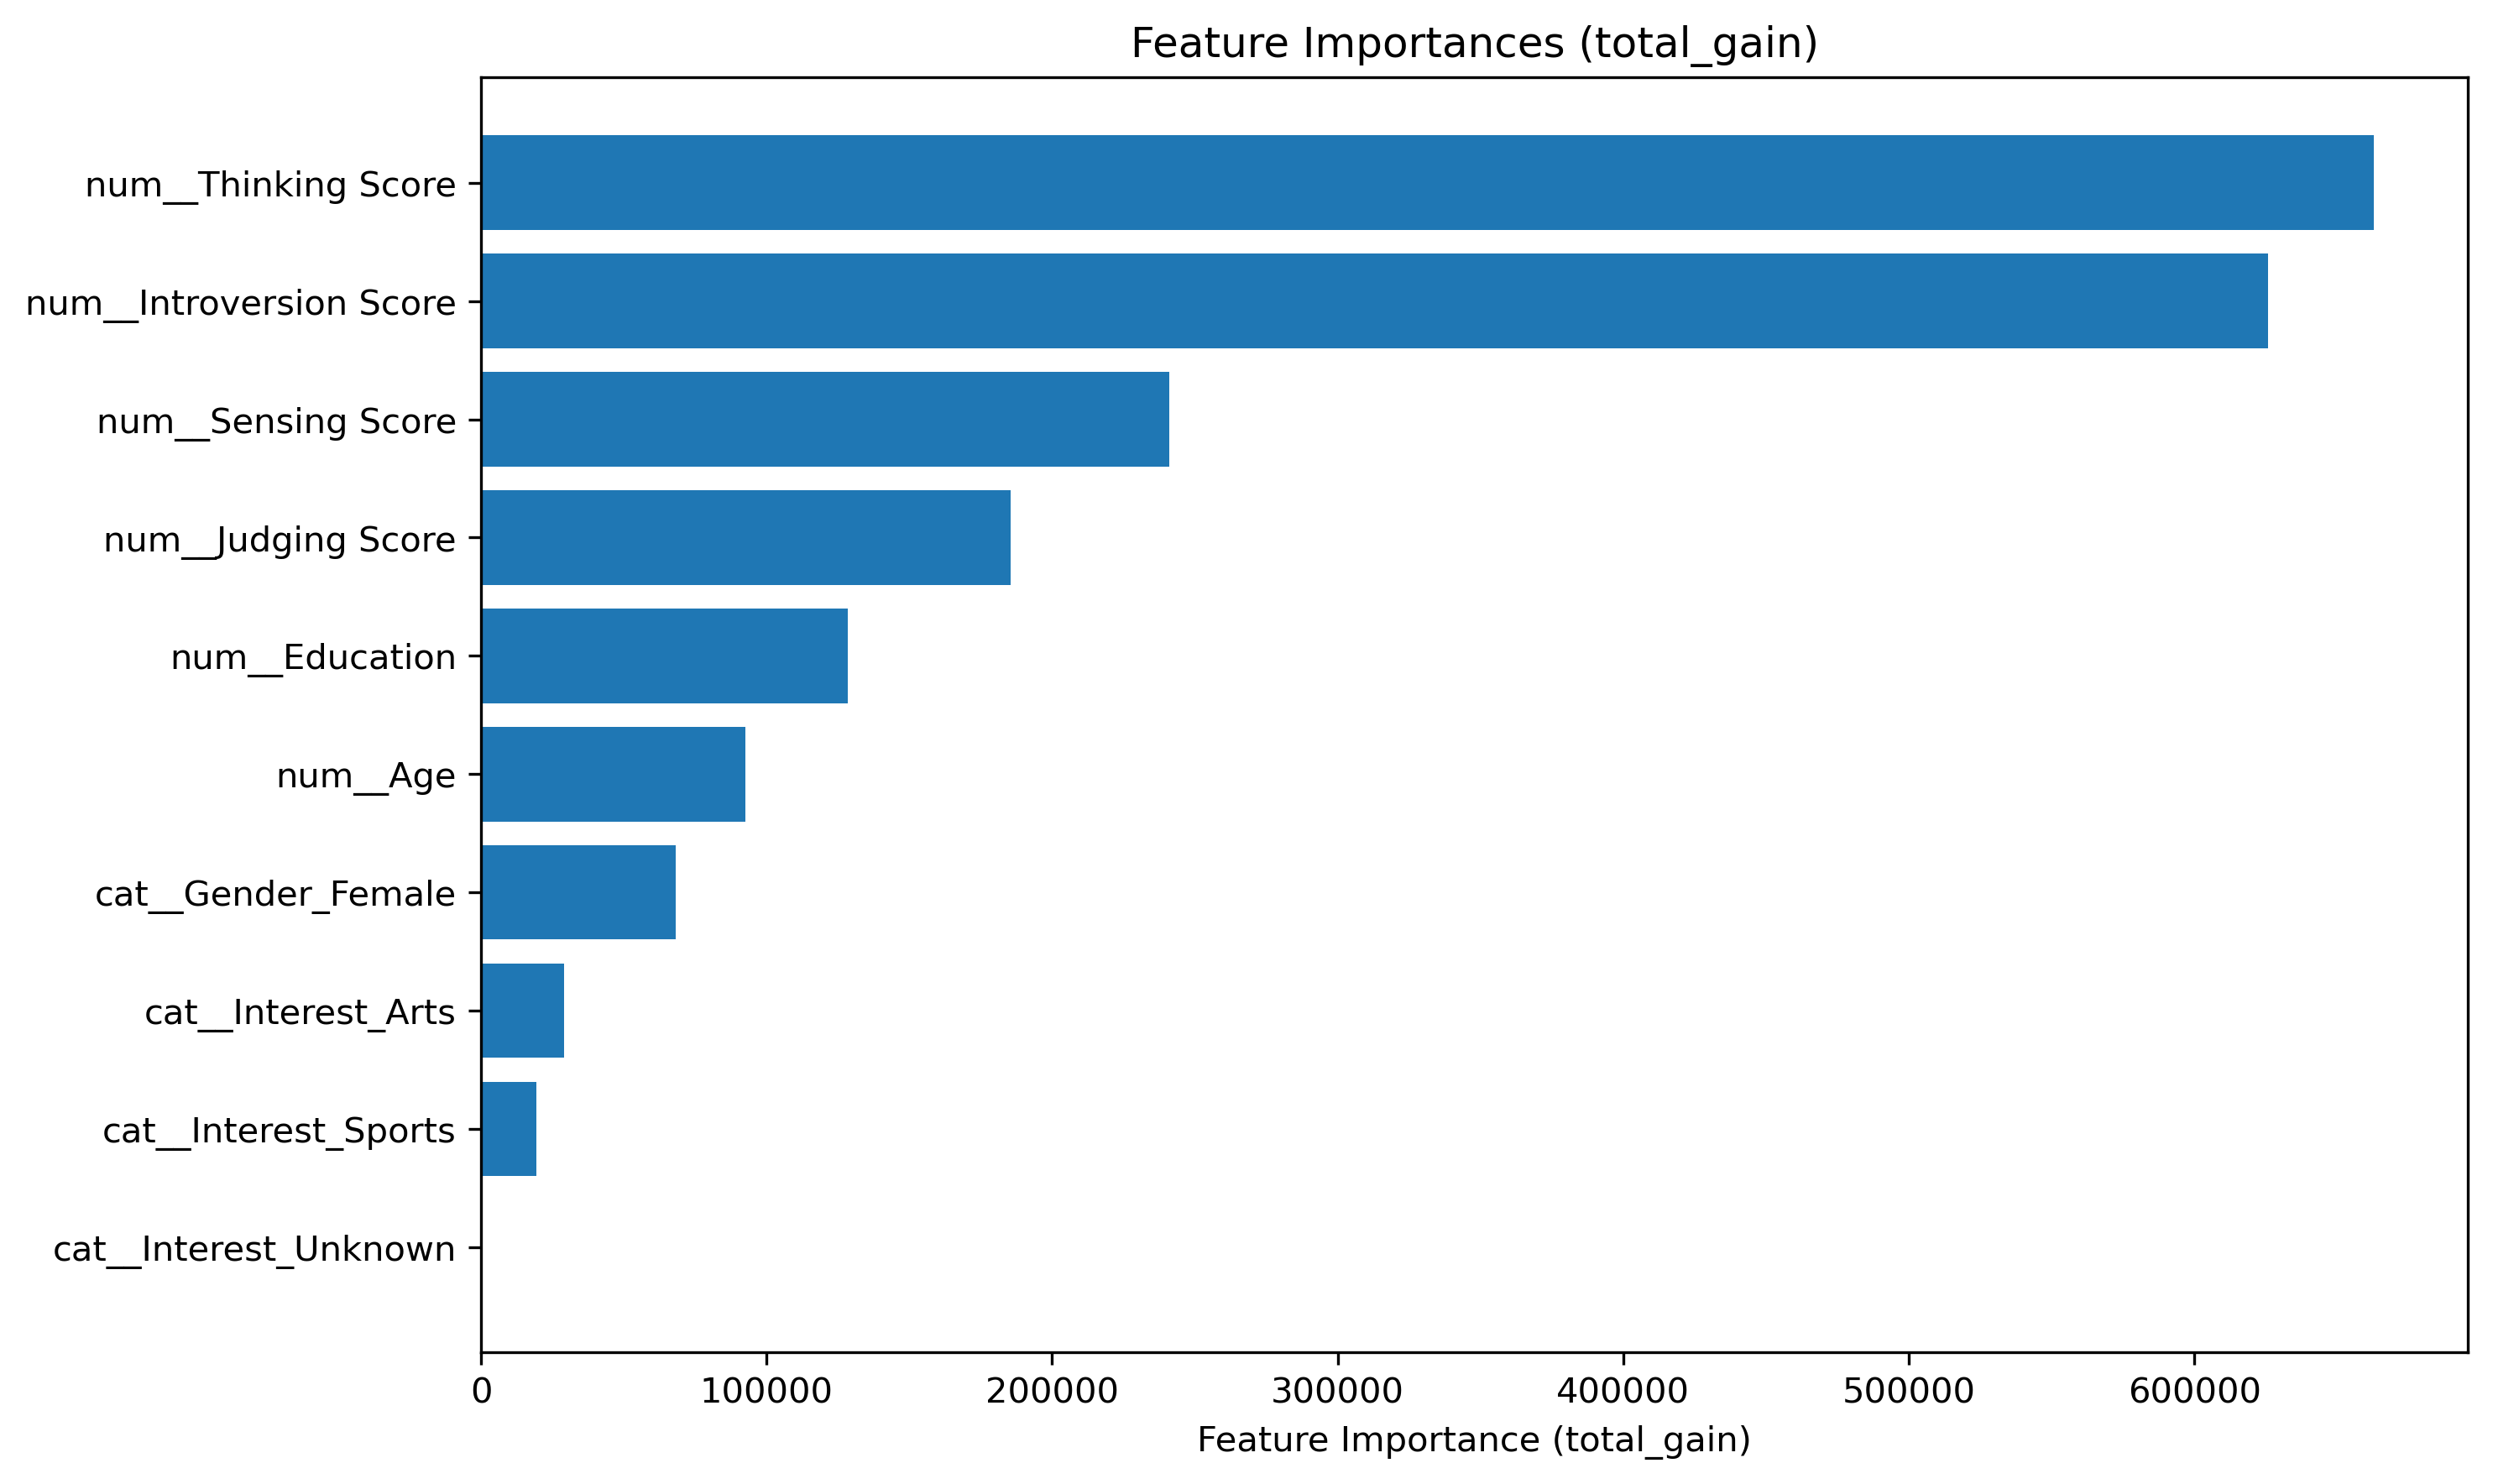 Feature Importances (total_gain)
num__Thinking Score
num__Introversion Score
num__Sensing Score
num__Judging Score
num__Education
num__Age
cat__Gender_Female
cat__Interest_Arts
cat__Interest_Sports
cat__Interest_Unknown
0 100000 200000 300000 400000 500000 600000
Feature Importance (total_gain)